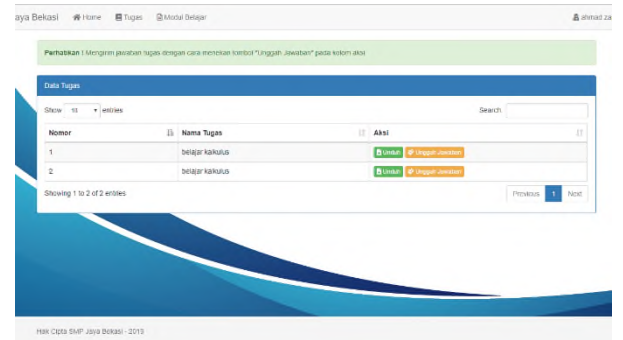 aya Bekasi Home Tugas Modul Belajar ahmad za
Perhatikan ! Mengirim jawaban tugas dengan cara menekan tombol "Unggah Jawaban" pada kolom aksi
Data Tugas
Show 10 entries Search:
Nomor Nama Tugas Aksi
1 belajar kalkulus Unduh Unggah Jawaban
2 belajar kalkulus Unduh Unggah Jawaban
Showing 1 to 2 of 2 entries Previous 1 Next
Hak Cipta SMP Jaya Bekasi - 2019